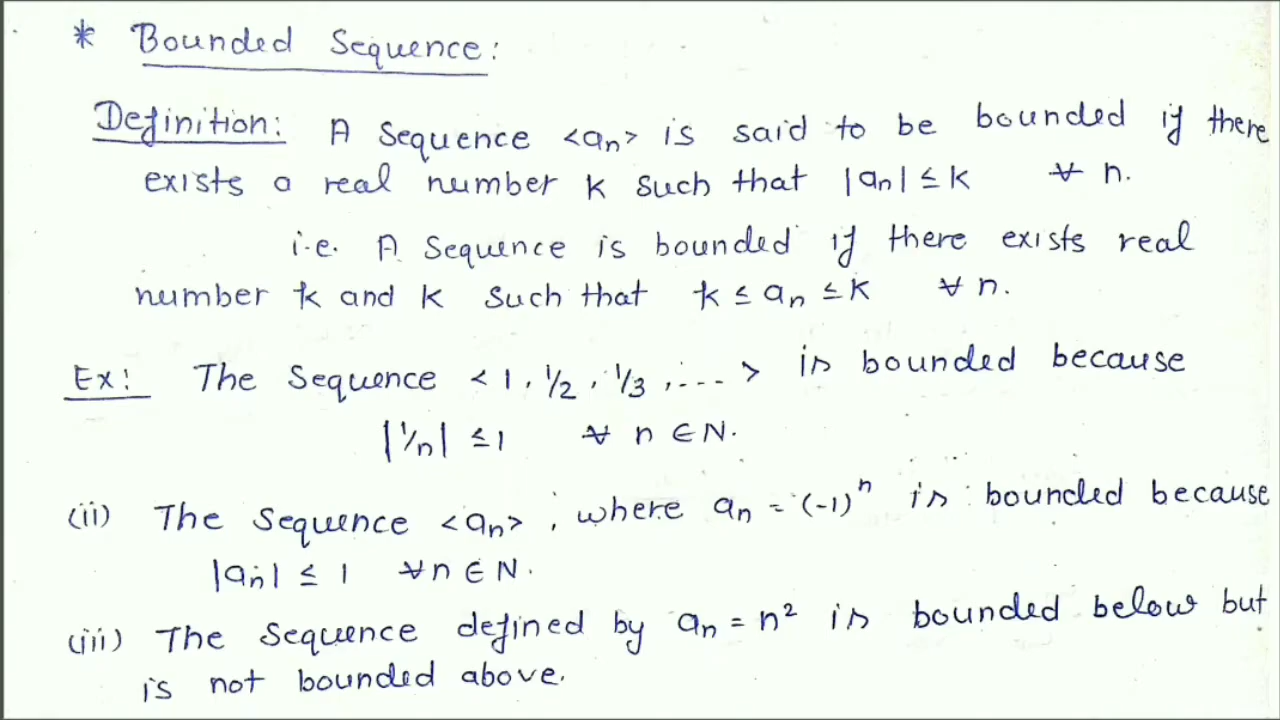 * Bounded Sequence:
Definition: A Sequence <aₙ> is said to be bounded if there
exists a real number K such that |aₙ| ≤ K ∀ n.
i.e. A Sequence is bounded if there exists real
number k and K such that k ≤ aₙ ≤ K ∀ n.
Ex: The Sequence < 1, 1/2, 1/3, ---- > is bounded because
|1/n| ≤ 1 ∀ n ∈ N.
(ii) The Sequence <aₙ>, where aₙ = (-1)ⁿ is bounded because
|aₙ| ≤ 1 ∀ n ∈ N.
(iii) The Sequence defined by aₙ = n² is bounded below but
is not bounded above.